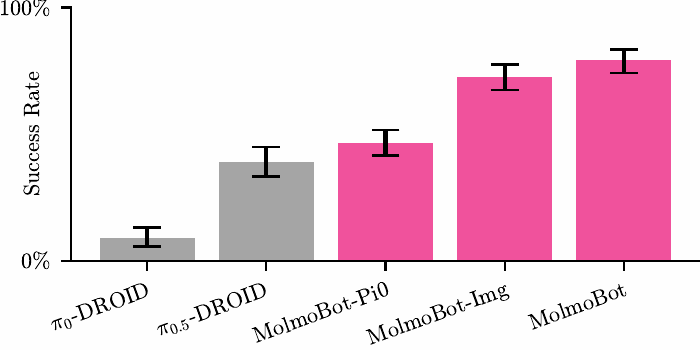 100%
Success Rate
0%
π₀-DROID
π₀.₅-DROID
MolmoBot-Pi0
MolmoBot-Img
MolmoBot